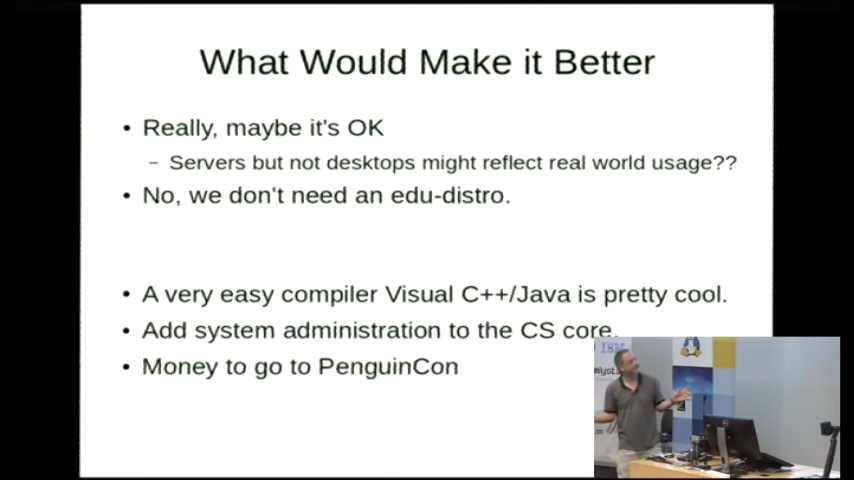 What Would Make it Better
• Really, maybe it's OK
– Servers but not desktops might reflect real world usage??
• No, we don't need an edu-distro.
• A very easy compiler Visual C++/Java is pretty cool.
• Add system administration to the CS core.
• Money to go to PenguinCon
IBM
alyst